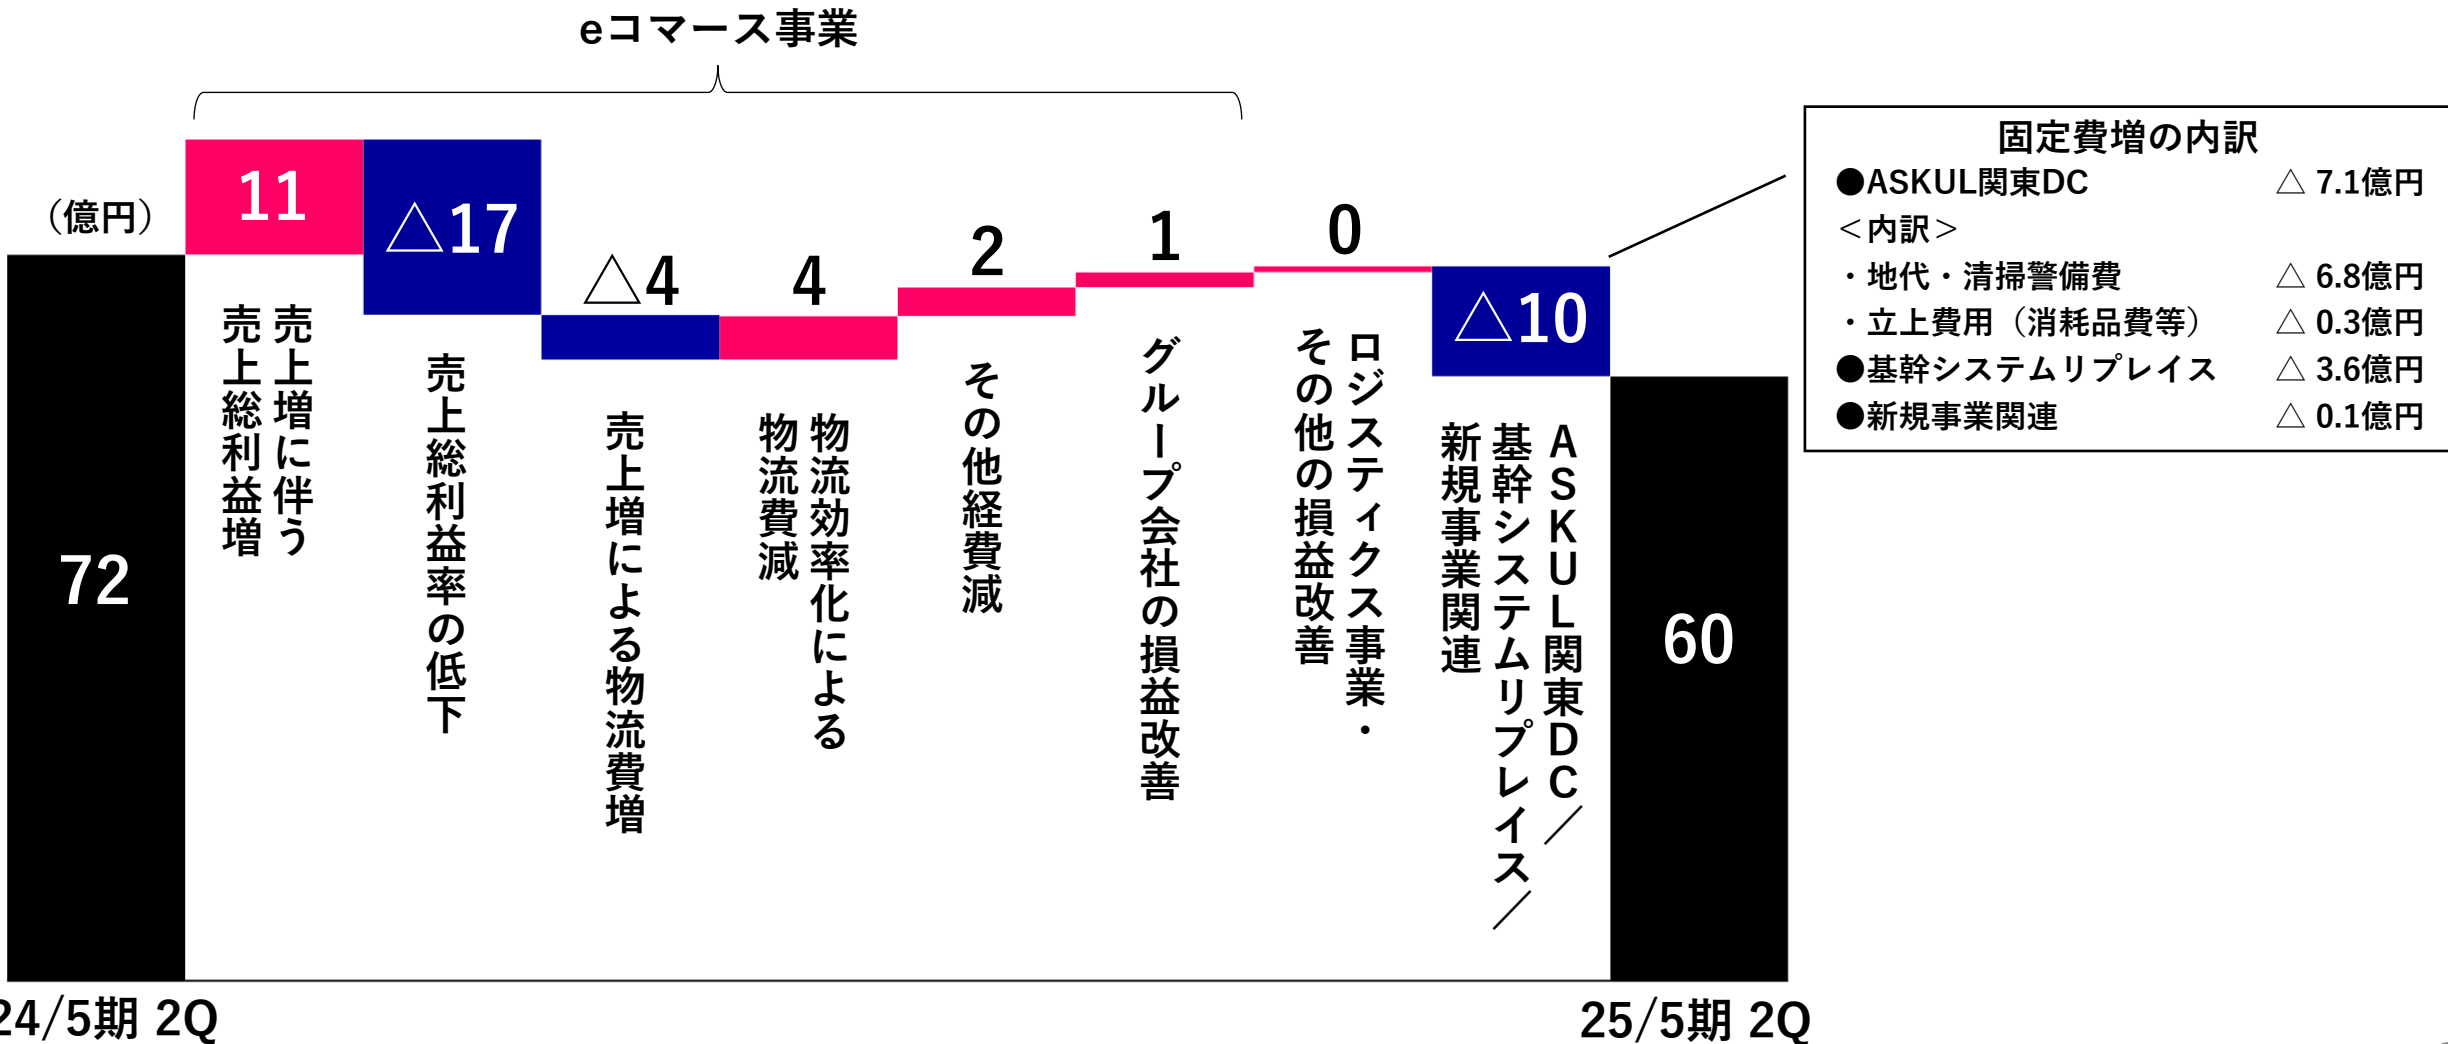 eコマース事業
（億円）
72
11
△17
△4
4
2
1
0
△10
60
売上増に伴う
売上総利益増
売上総利益率の低下
売上増による物流費増
物流効率化による
物流費減
その他経費減
グループ会社の損益改善
ロジスティクス事業・
その他の損益改善
ASKUL関東DC／
基幹システムリプレイス／
新規事業関連
固定費増の内訳
●ASKUL関東DC △ 7.1億円
＜内訳＞
・地代・清掃警備費 △ 6.8億円
・立上費用（消耗品費等） △ 0.3億円
●基幹システムリプレイス △ 3.6億円
●新規事業関連 △ 0.1億円
24/5期 2Q
25/5期 2Q